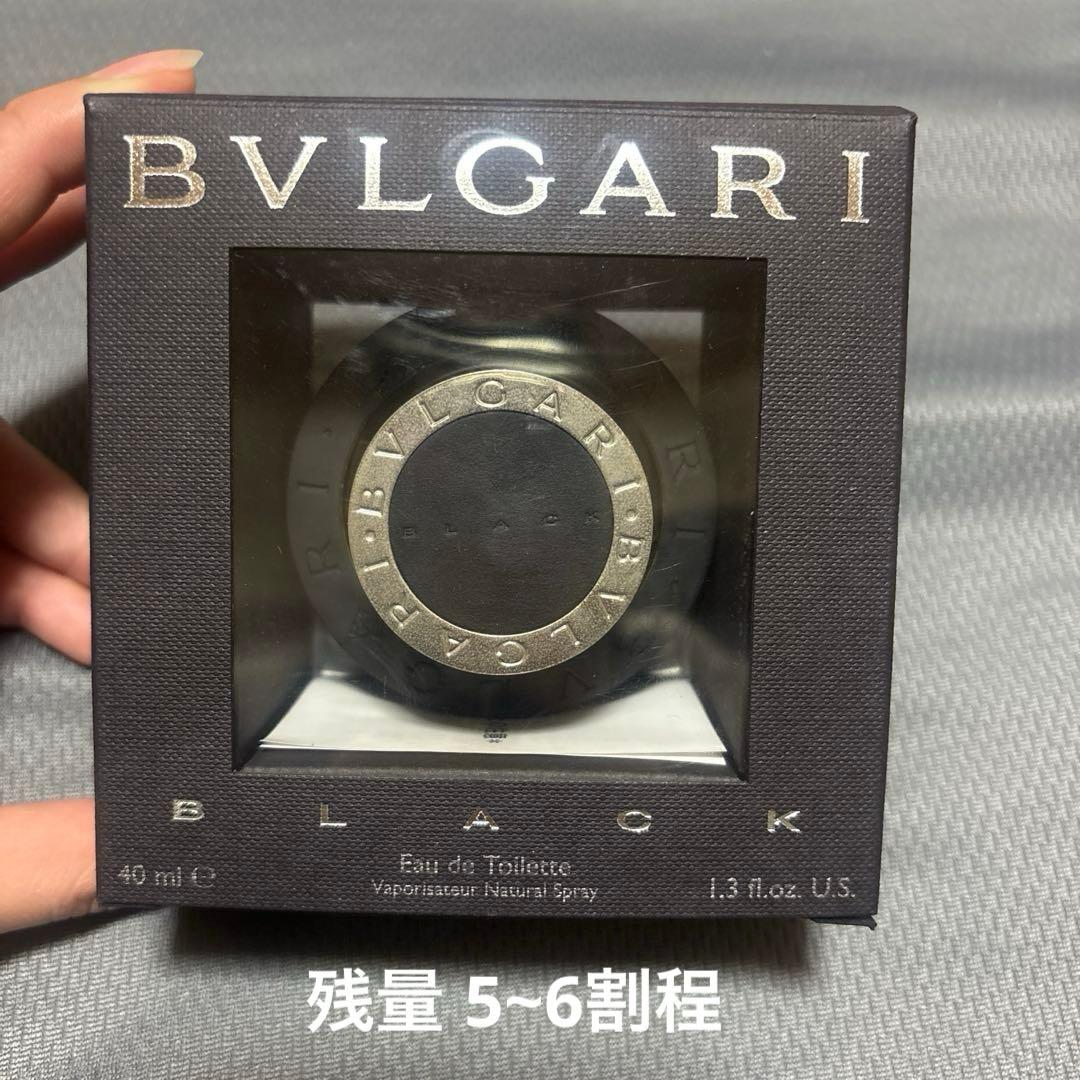 BVLGARI
BVLGARI·BVLGARI·
BLACK
BLACK
40 ml ℮
Eau de Toilette
Vaporisateur Natural Spray
1.3 fl.oz. U.S.
残量 5~6割程